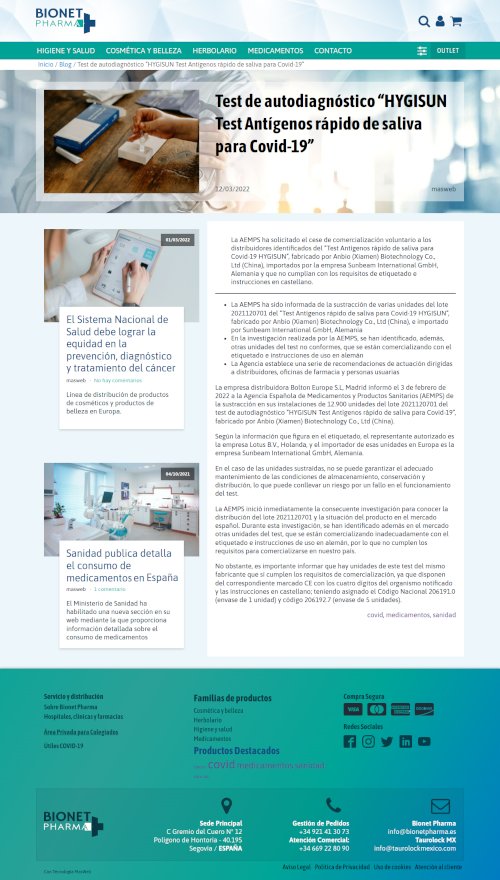 BIONET
PHARMA
HIGIENE Y SALUD COSMÉTICA Y BELLEZA HERBOLARIO MEDICAMENTOS CONTACTO OUTLET
Inicio / Blog / Test de autodiagnóstico “HYGISUN Test Antígenos rápido de saliva para Covid-19”
Test de autodiagnóstico “HYGISUN
Test Antígenos rápido de saliva
para Covid-19”
12/03/2022 masweb
01/03/2022
El Sistema Nacional de
Salud debe lograr la
equidad en la
prevención, diagnóstico
y tratamiento del cáncer
masweb · No hay comentarios
Línea de distribución de productos
de cosméticos y productos de
belleza en Europa.
04/10/2021
Sanidad publica detalla
el consumo de
medicamentos en España
masweb · 1 comentario
El Ministerio de Sanidad ha
habilitado una nueva sección en su
web mediante la que proporciona
información detallada sobre el
consumo de medicamentos
La AEMPS ha solicitado el cese de comercialización voluntario a los
distribuidores identificados del “Test Antígenos rápido de saliva para
Covid-19 HYGISUN”, fabricado por Anbio (Xiamen) Biotechnology Co.,
Ltd (China), importados por la empresa Sunbeam International GmbH,
Alemania y que no cumplían con los requisitos de etiquetado e
instrucciones en castellano.
• La AEMPS ha sido informada de la sustracción de varias unidades del lote
2021120701 del “Test Antígenos rápido de saliva para Covid-19 HYGISUN”,
fabricado por Anbio (Xiamen) Biotechnology Co., Ltd (China), e importado
por Sunbeam International GmbH, Alemania
• En la investigación realizada por la AEMPS, se han identificado, además,
otras unidades del test no conformes, que se están comercializando con el
etiquetado e instrucciones de uso en alemán
• La Agencia establece una serie de recomendaciones de actuación dirigidas
a distribuidores, oficinas de farmacia y personas usuarias
La empresa distribuidora Bolton Europe S.L, Madrid informó el 3 de febrero de
2022 a la Agencia Española de Medicamentos y Productos Sanitarios (AEMPS) de
la sustracción en sus instalaciones de 12.900 unidades del lote 2021120701 del
test de autodiagnóstico “HYGISUN Test Antígenos rápido de saliva para Covid-19”,
fabricado por Anbio (Xiamen) Biotechnology Co., Ltd (China).
Según la información que figura en el etiquetado, el representante autorizado es
la empresa Lotus B.V., Holanda, y el importador de esas unidades en Europa es la
empresa Sunbeam International GmbH, Alemania.
En el caso de las unidades sustraídas, no se puede garantizar el adecuado
mantenimiento de las condiciones de almacenamiento, conservación y
distribución, lo que puede conllevar un riesgo por un fallo en el funcionamiento
del test.
La AEMPS inició inmediatamente la consecuente investigación para conocer la
distribución del lote 2021120701 y la situación del producto en el mercado
español. Durante esta investigación, se han identificado además en el mercado
otras unidades del test, que se están comercializando inadecuadamente con el
etiquetado e instrucciones de uso en alemán, por lo que no cumplen los
requisitos para comercializarse en nuestro país.
No obstante, es importante informar que hay unidades de este test del mismo
fabricante que sí cumplen los requisitos de comercialización, ya que disponen
del correspondiente marcado CE con los cuatro dígitos del organismo notificado
y las instrucciones en castellano; teniendo asignado el Código Nacional 206191.0
(envase de 1 unidad) y código 206192.7 (envase de 5 unidades).
covid, medicamentos, sanidad
Servicio y distribución
Sobre Bionet Pharma
Hospitales, clínicas y farmacias
Área Privada para Colegiados
Utiles COVID-19
Familias de productos
Cosmética y belleza
Herbolario
Higiene y salud
Medicamentos
Productos Destacados
covid medicamentos sanidad
Compra Segura
VISA
Redes Sociales
BIONET
PHARMA
Sede Principal
C Gremio del Cuero Nº 12
Polígono de Hontoria - 40.195
Segovia / ESPAÑA
Gestión de Pedidos
+34 921 41 30 73
Atención Comercial:
+34 669 22 80 90
Bionet Pharma
info@bionetpharma.es
Taurolock MX
info@taurolockmexico.com
Con Tecnología MasWeb
Aviso Legal Política de Privacidad Uso de cookies Atención al cliente